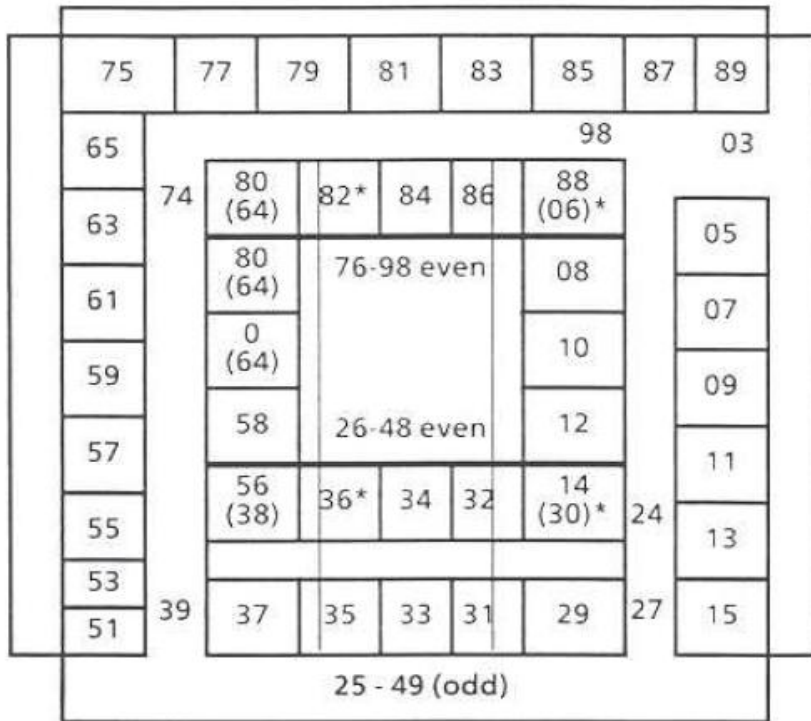 75 77 79 81 83 85 87 89
65 98 03
74 80 82* 84 86 88
(64) (06)*
63 05
80 76-98 even 08
(64)
61 07
0 10
(64)
59 09
58 26-48 even 12
57 11
56 36* 34 32 14 24
(38) (30)*
55 13
53
39 37 35 33 31 29 27 15
51
25 - 49 (odd)